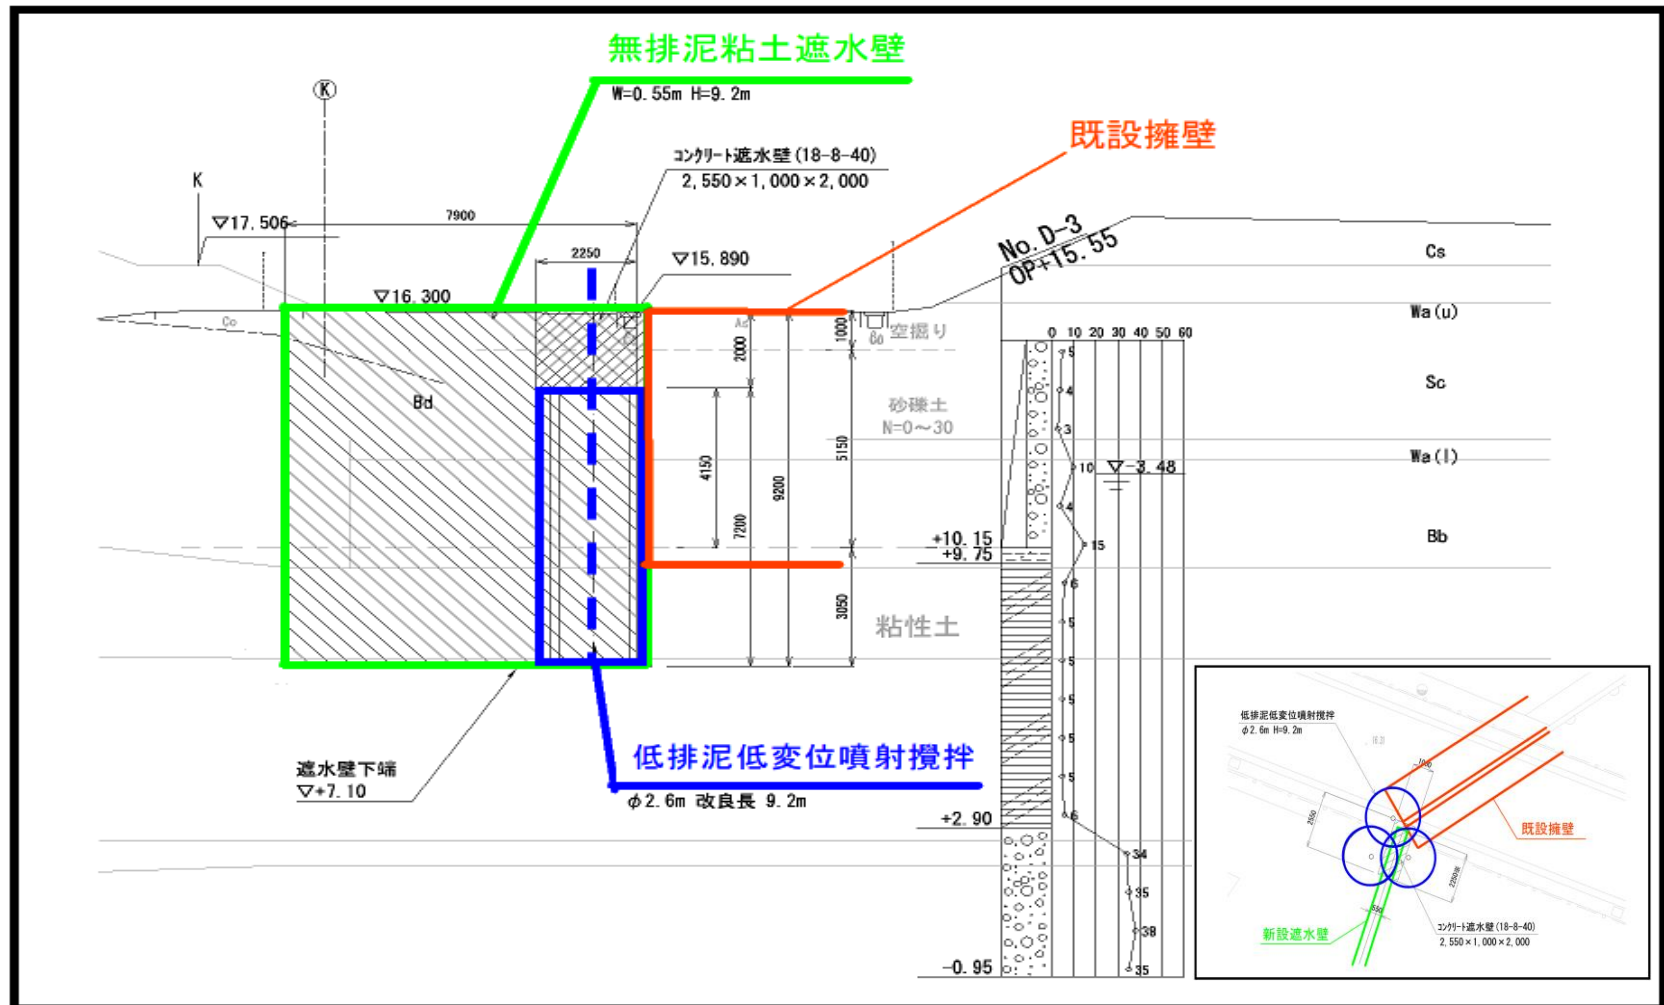 無排泥粘土遮水壁
W=0.55m H=9.2m
K
既設擁壁
コンクリート遮水壁(18-8-40)
2,550×1,000×2,000
K
▽17.506
7900
2250
▽15.890
▽16.300
No.D-3
OP+15.55
Cs
Wa(u)
Sc
Wa(l)
Bb
Co
As
Co
空掘り
1000
2000
0 10 20 30 40 50 60
Bd
砂礫土
N=0～30
5150
4150
9200
7200
3050
5
4
3
10
▽-3.48
4
15
+10.15
+9.75
6
粘性土
5
5
5
5
5
6
+2.90
34
35
38
35
-0.95
遮水壁下端
▽+7.10
低排泥低変位噴射攪拌
φ2.6m 改良長 9.2m
低排泥低変位噴射攪拌
φ2.6m H=9.2m
1000
2550
既設擁壁
550
新設遮水壁
コンクリート遮水壁(18-8-40)
2,550×1,000×2,000